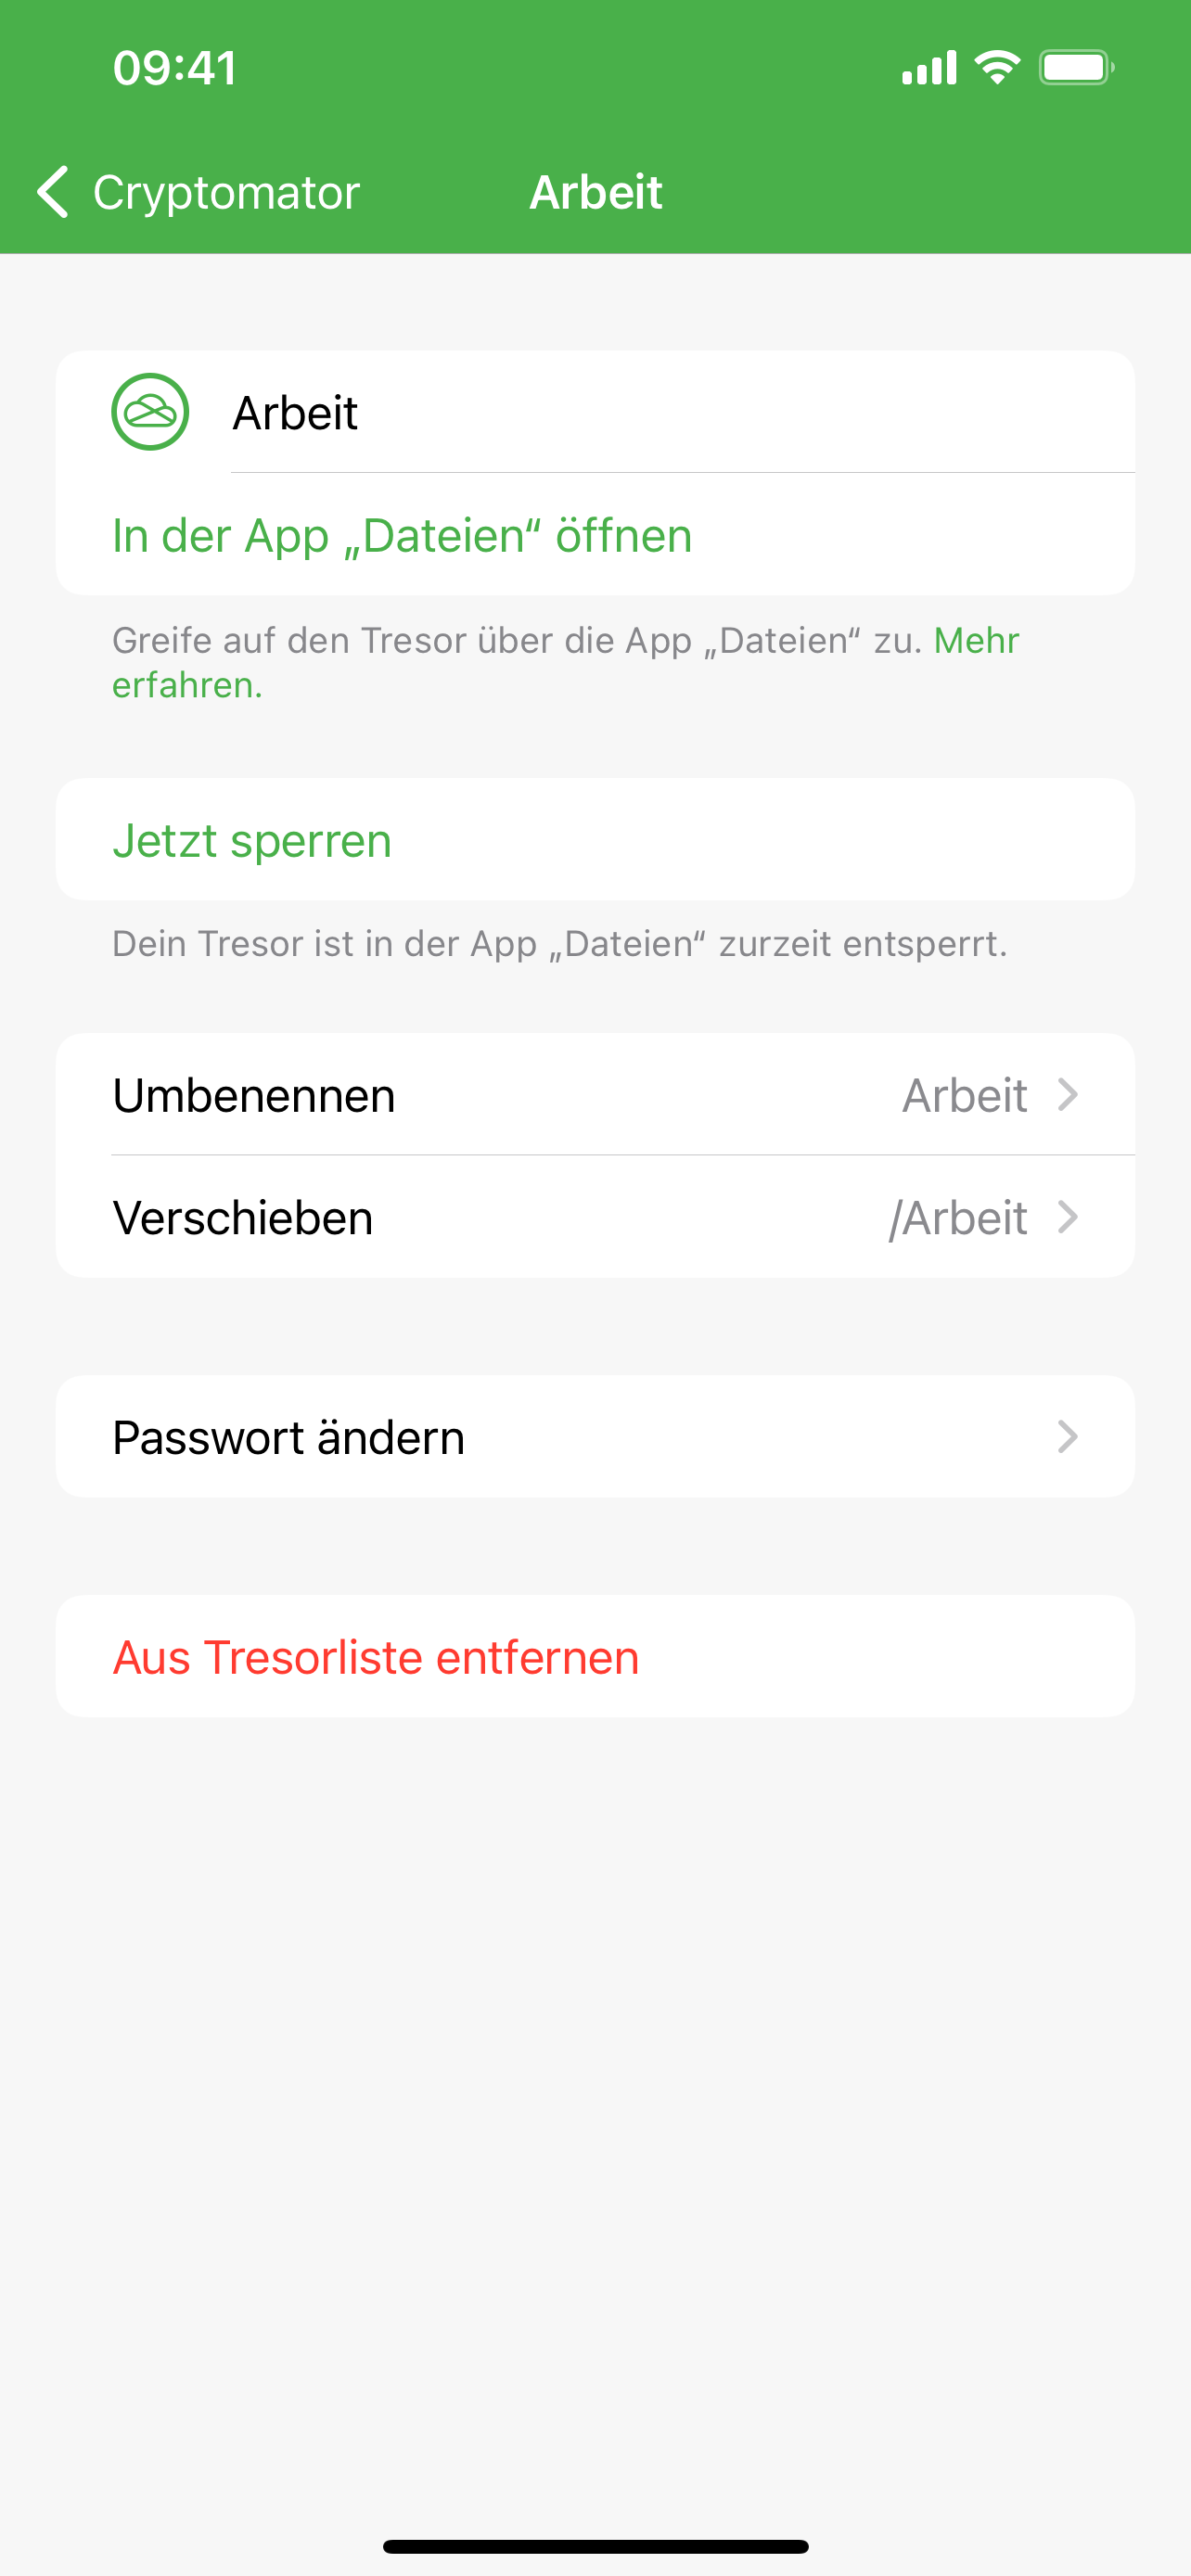 09:41
Cryptomator
Arbeit
Arbeit
In der App „Dateien“ öffnen
Greife auf den Tresor über die App „Dateien“ zu. Mehr
erfahren.
Jetzt sperren
Dein Tresor ist in der App „Dateien“ zurzeit entsperrt.
Umbenennen Arbeit
Verschieben /Arbeit
Passwort ändern
Aus Tresorliste entfernen